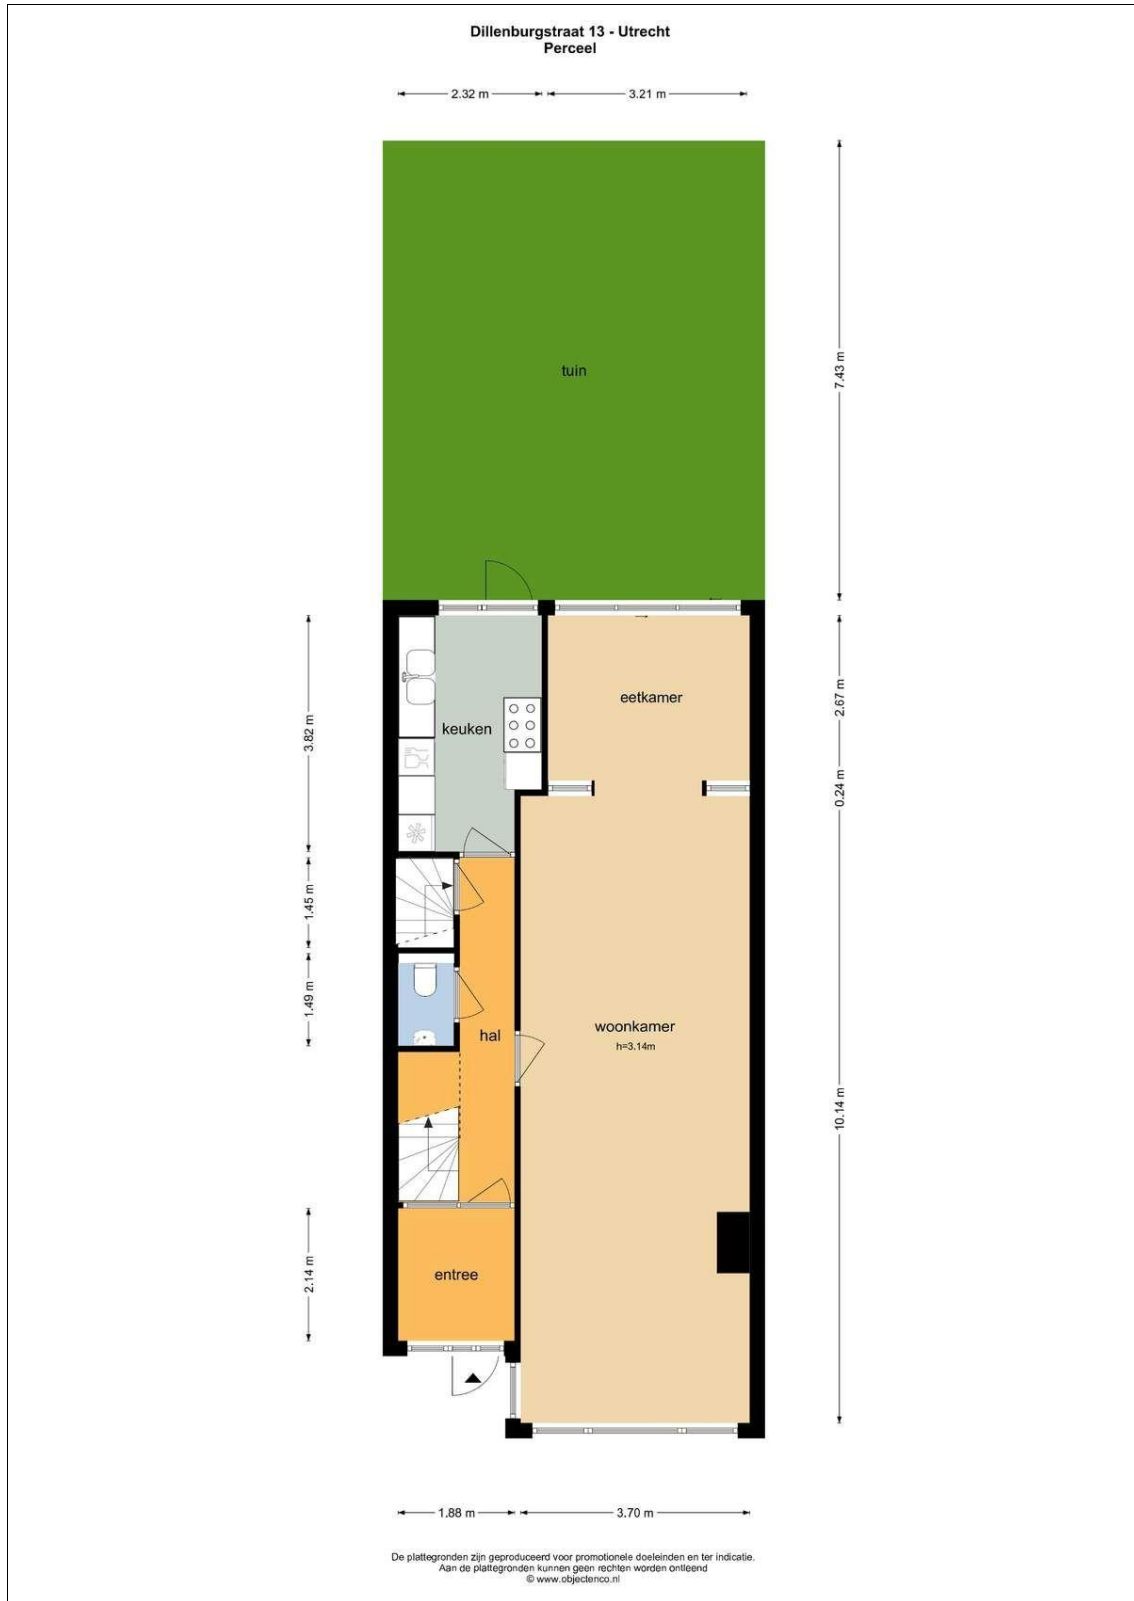 Dillenburgstraat 13 - Utrecht
Perceel
2.32 m
3.21 m
7.43 m
tuin
eetkamer
2.67 m
keuken
3.82 m
0.24 m
1.45 m
1.49 m
hal
woonkamer
h=3.14m
10.14 m
entree
2.14 m
1.88 m
3.70 m
De plattegronden zijn geproduceerd voor promotionele doeleinden en ter indicatie.
Aan de plattegronden kunnen geen rechten worden ontleend
© www.objectenco.nl